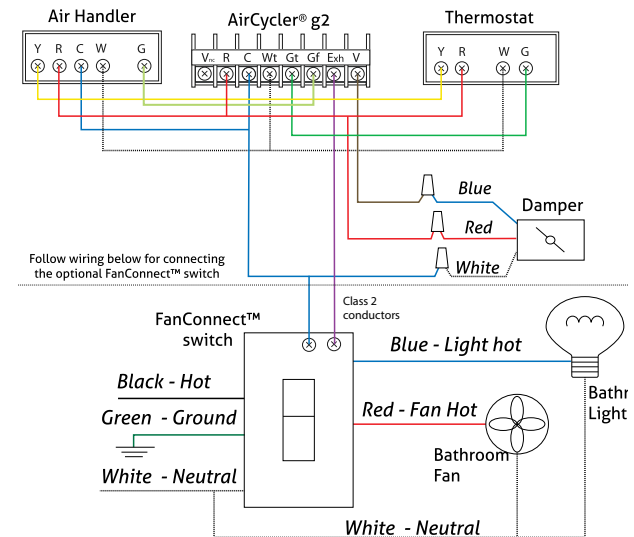 Air Handler
AirCycler® g2
Thermostat
Y R C W G
Vnc R C Wt Gt Gf Exh V
Y R W G
Blue
Damper
Red
White
Follow wiring below for connecting
the optional FanConnect™ switch
Class 2
conductors
FanConnect™
switch
Blue - Light hot
Black - Hot
Bathr
Light
Red - Fan Hot
Green - Ground
Bathroom
Fan
White - Neutral
White - Neutral